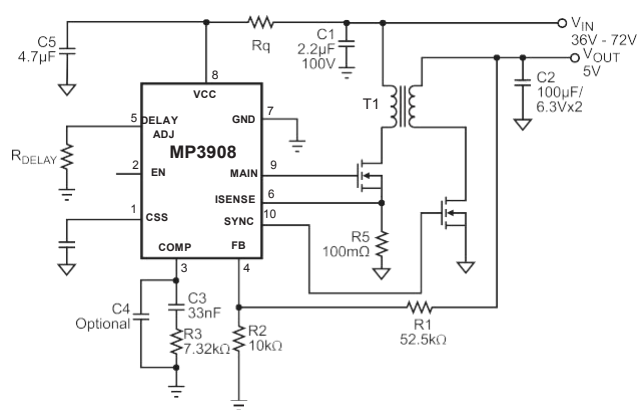 C5
4.7µF
Rq
C1
2.2µF
100V
VIN
36V - 72V
VOUT
5V
C2
100µF/
6.3Vx2
T1
8
VCC
5
DELAY
ADJ
7
GND
RDELAY
MP3908
2
EN
MAIN
9
ISENSE
6
1
CSS
SYNC
10
COMP
FB
3
4
R5
100mΩ
C4
Optional
C3
33nF
R3
7.32kΩ
R2
10kΩ
R1
52.5kΩ